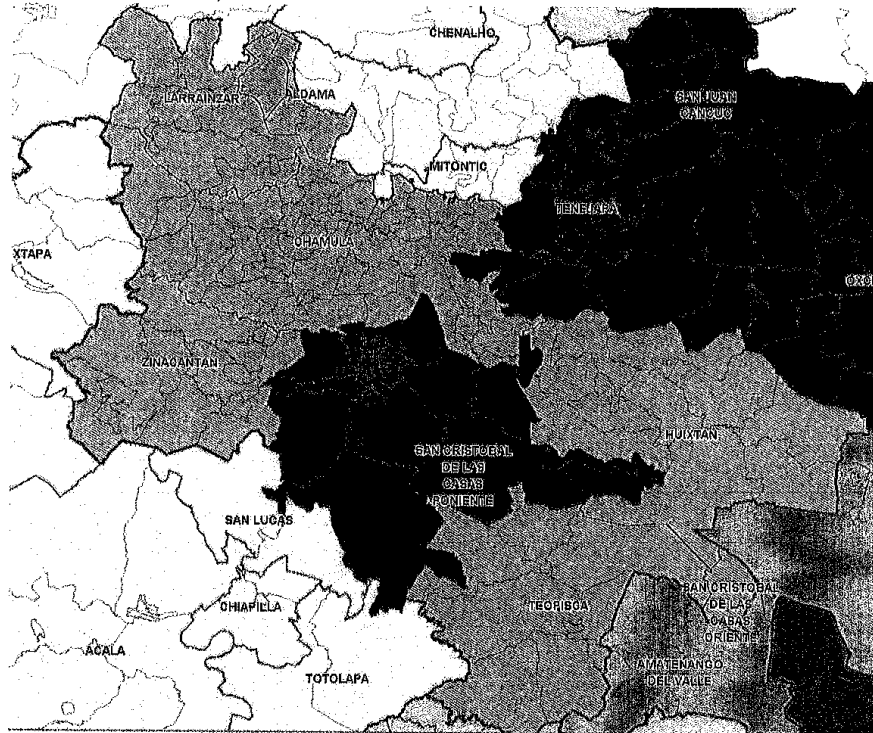 CHENALHO
LARRAINZAR
ALDAMA
SAN JUAN
CANCUC
MITONTIC
TENEJAPA
CHAMULA
XTAPA
OXC
ZINACANTAN
HUIXTAN
SAN CRISTOBAL
DE LAS
CASAS
PONIENTE
SAN LUCAS
SAN CRISTOBAL
DE LAS
CASAS
ORIENTE
CHIAPILLA
TEOPISCA
ACALA
AMATENANGO
DEL VALLE
TOTOLAPA